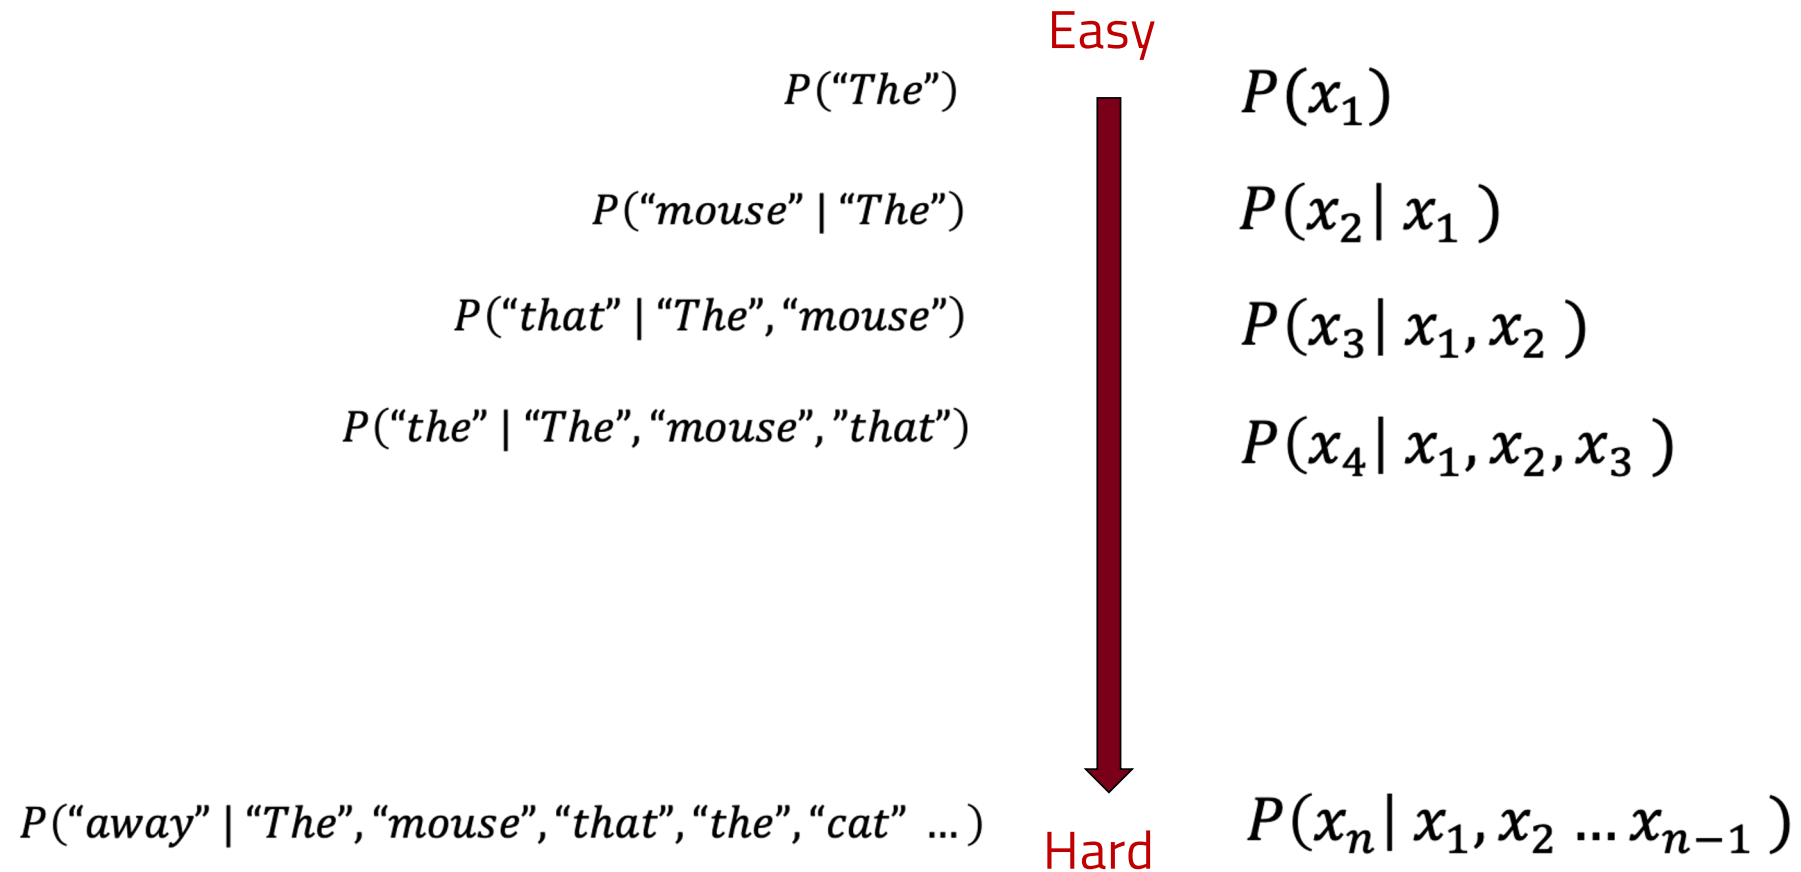 Easy
P(“The”) P(x₁)
P(“mouse” | “The”) P(x₂| x₁ )
P(“that” | “The”, “mouse”) P(x₃| x₁, x₂ )
P(“the” | “The”, “mouse”, ”that”) P(x₄| x₁, x₂, x₃ )
P(“away” | “The”, “mouse”, “that”, “the”, “cat” ...) P(xₙ| x₁, x₂ ... xₙ₋₁ )
Hard